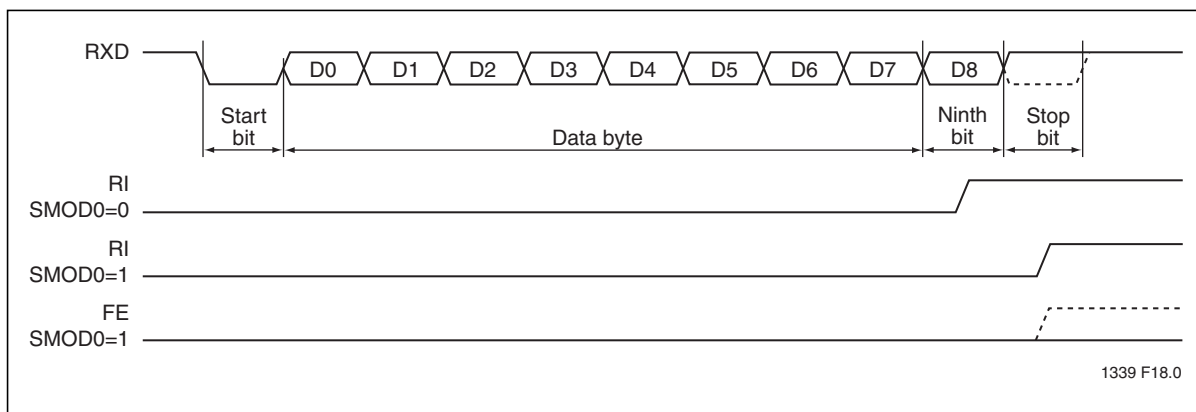 RXD
D0 D1 D2 D3 D4 D5 D6 D7 D8
Start bit
Data byte
Ninth bit
Stop bit
RI
SMOD0=0
RI
SMOD0=1
FE
SMOD0=1
1339 F18.0